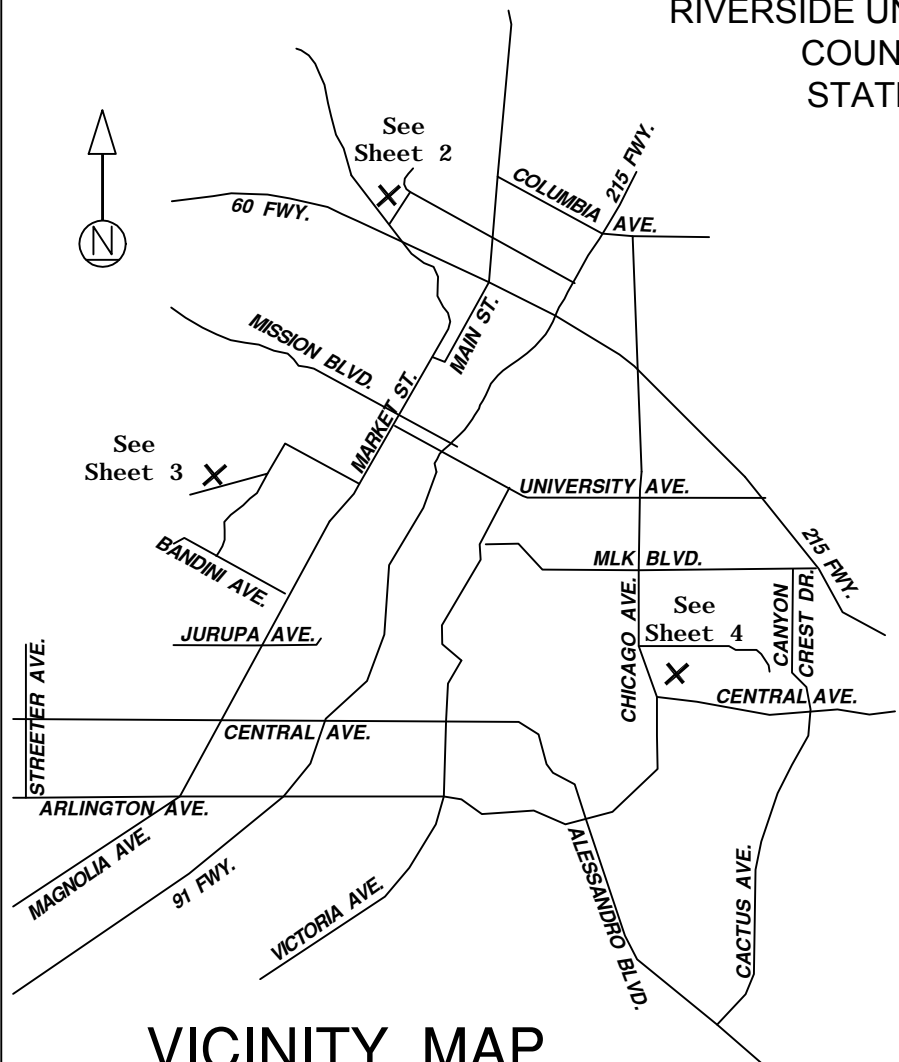 RIVERSIDE UN
COUN
STATE
See
Sheet 2
215 FWY.
COLUMBIA AVE.
60 FWY.
N
MAIN ST.
MISSION BLVD.
MARKET ST.
See
Sheet 3
UNIVERSITY AVE.
BANDINI AVE.
MLK BLVD.
215 FWY.
CANYON
CREST DR.
See
Sheet 4
CHICAGO AVE.
JURUPA AVE.
STREETER AVE.
CENTRAL AVE.
CENTRAL AVE.
ARLINGTON AVE.
MAGNOLIA AVE.
91 FWY.
VICTORIA AVE.
ALESSANDRO BLVD.
CACTUS AVE.
VICINITY MAP